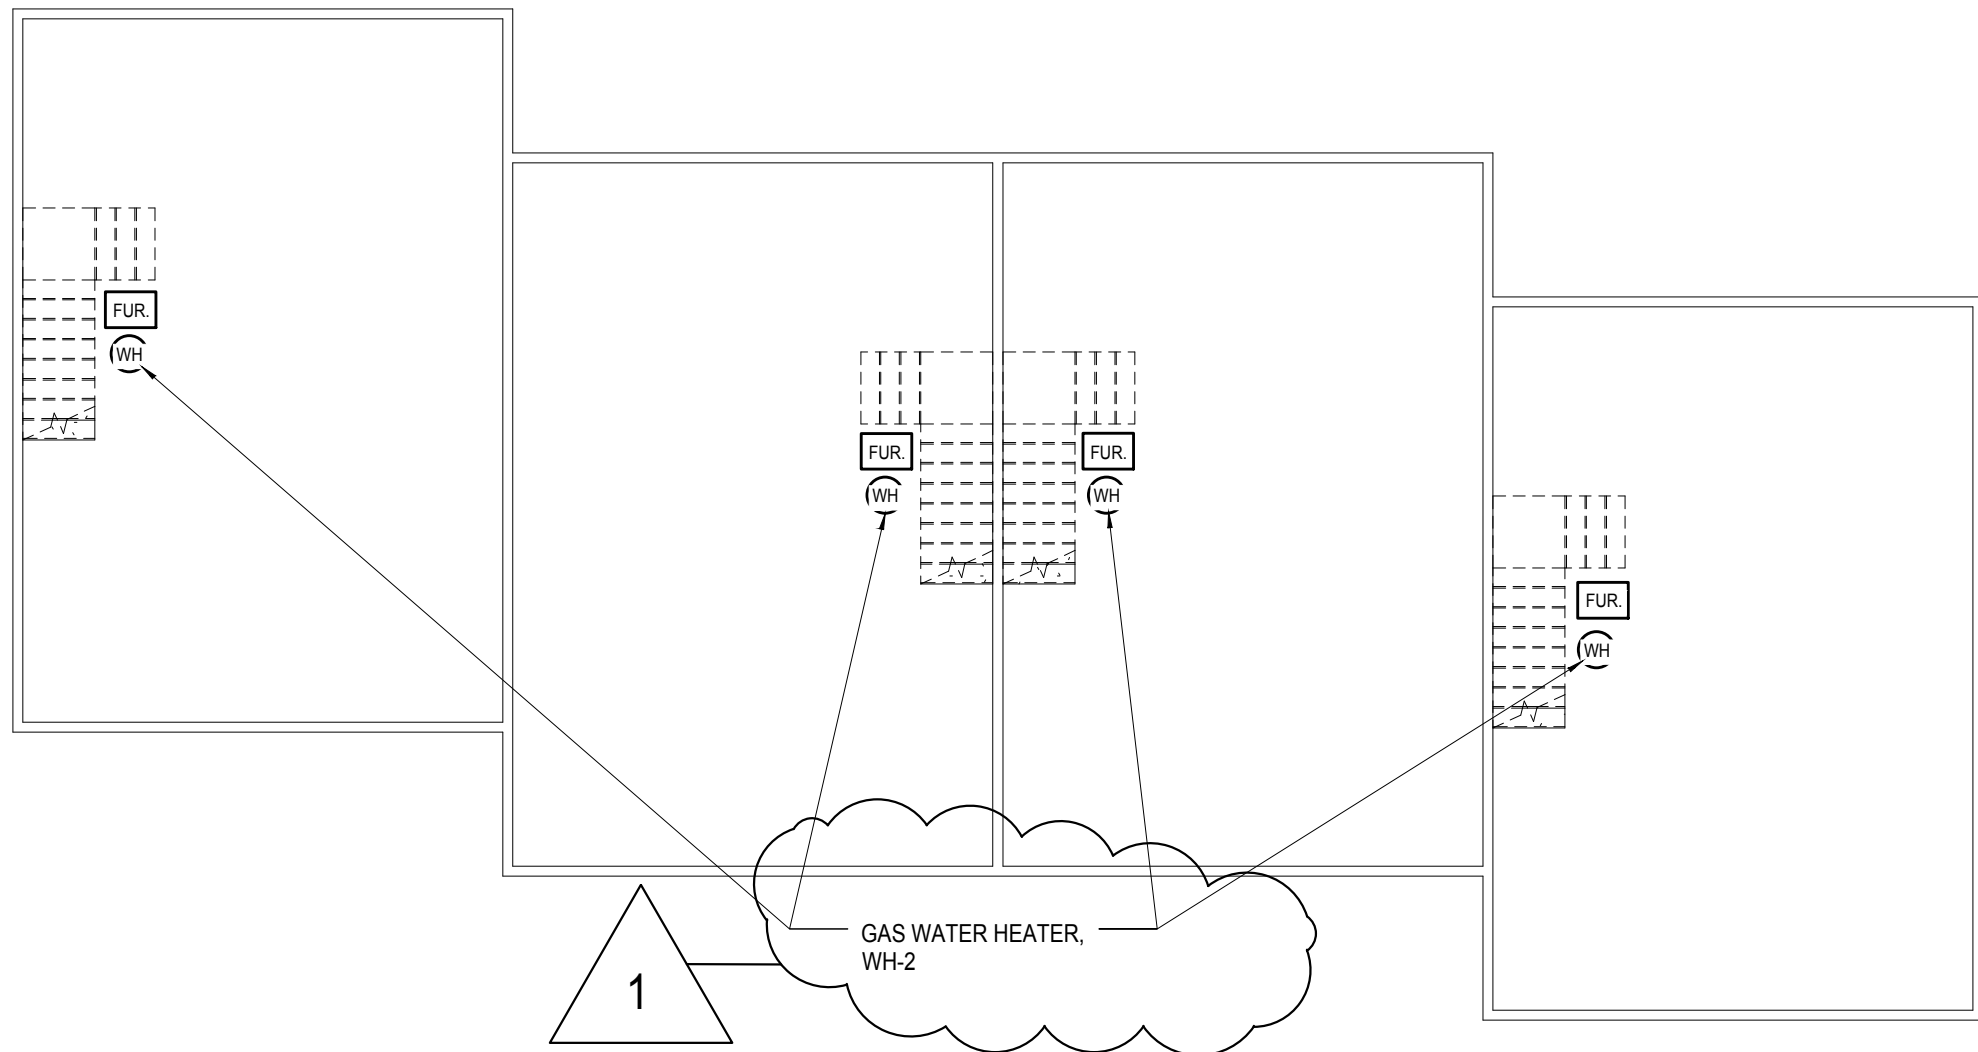 FUR.
WH
FUR.
WH
FUR.
WH
FUR.
WH
GAS WATER HEATER,
WH-2
1